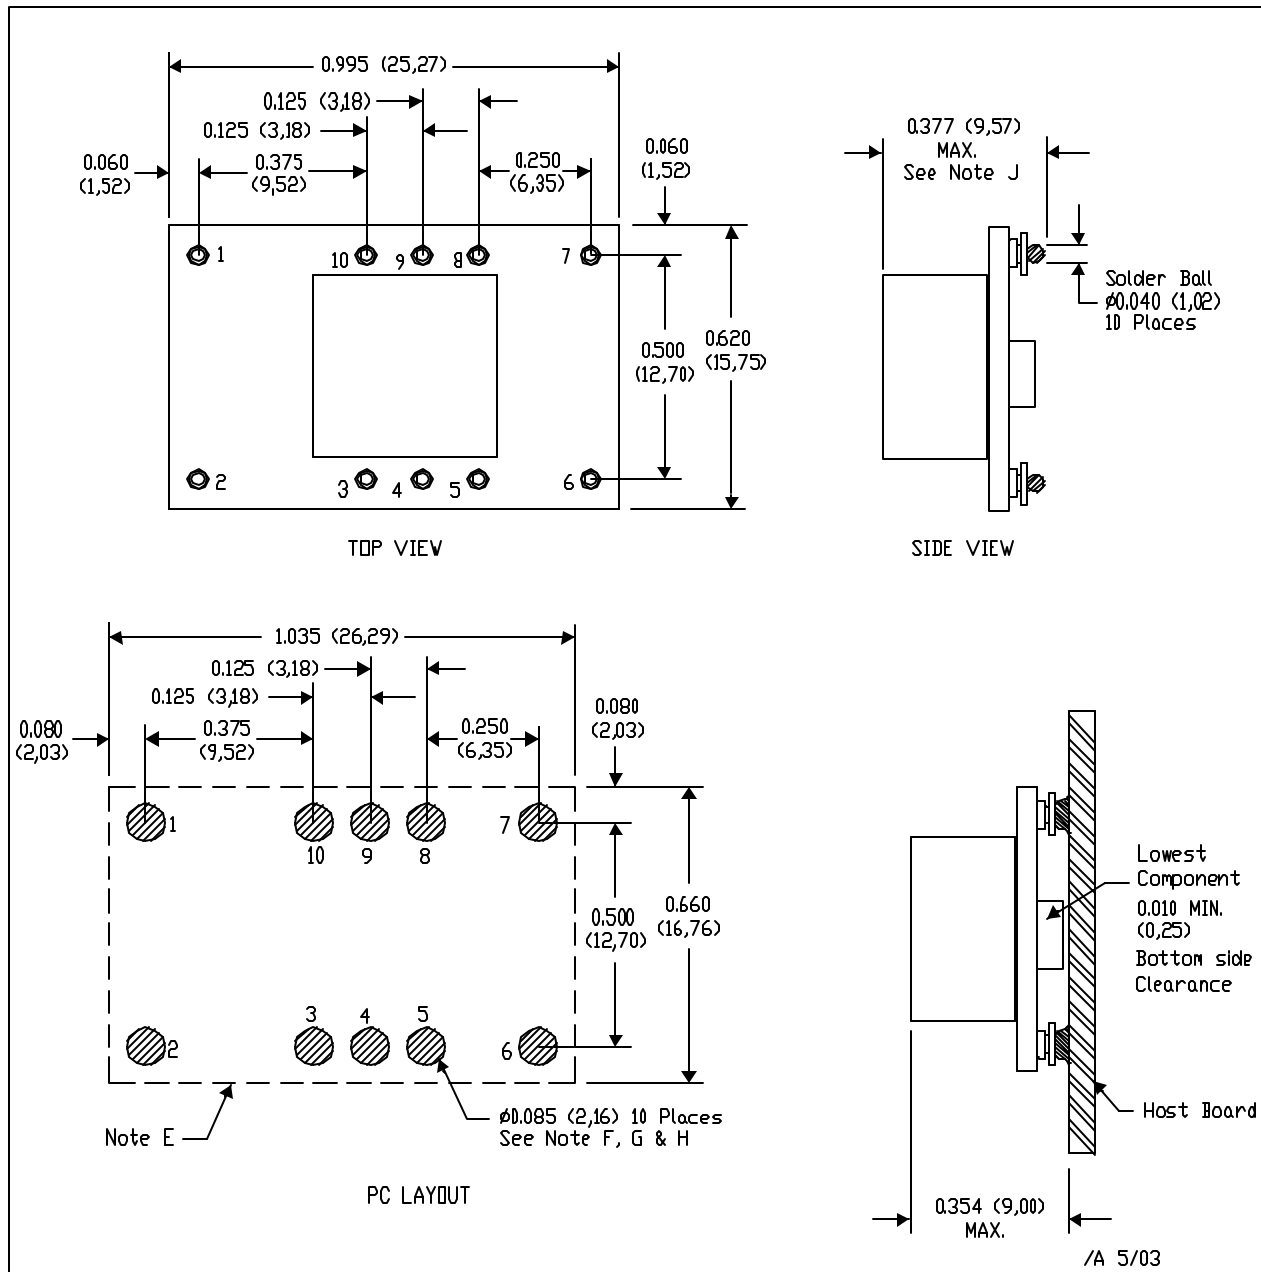 0.995 (25,27)
0.125 (3,18)
0.125 (3,18)
0.060
(1,52)
0.375
(9,52)
0.250
(6,35)
0.060
(1,52)
1
10
9
8
7
0.500
(12,70)
0.620
(15,75)
2
3
4
5
6
TOP VIEW
0.377 (9,57)
MAX.
See Note J
Solder Ball
ø0.040 (1,02)
10 Places
SIDE VIEW
1.035 (26,29)
0.125 (3,18)
0.125 (3,18)
0.080
(2,03)
0.375
(9,52)
0.250
(6,35)
0.080
(2,03)
1
10
9
8
7
0.500
(12,70)
0.660
(16,76)
2
3
4
5
6
Note E
ø0.085 (2,16) 10 Places
See Note F, G & H
PC LAYOUT
Lowest
Component
0.010 MIN.
(0,25)
Bottom side
Clearance
Host Board
0.354 (9,00)
MAX.
/A 5/03